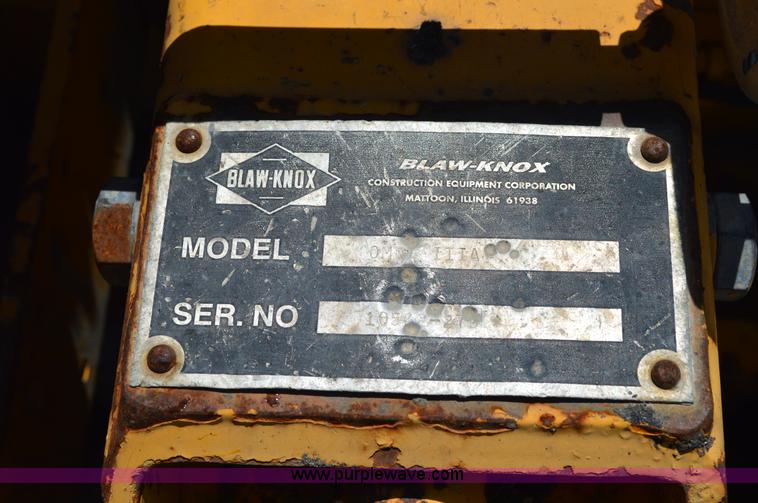 BLAW-KNOX
BLAW-KNOX
CONSTRUCTION EQUIPMENT CORPORATION
MATTOON, ILLINOIS 61938
MODEL
SER. NO
www.purplewave.com